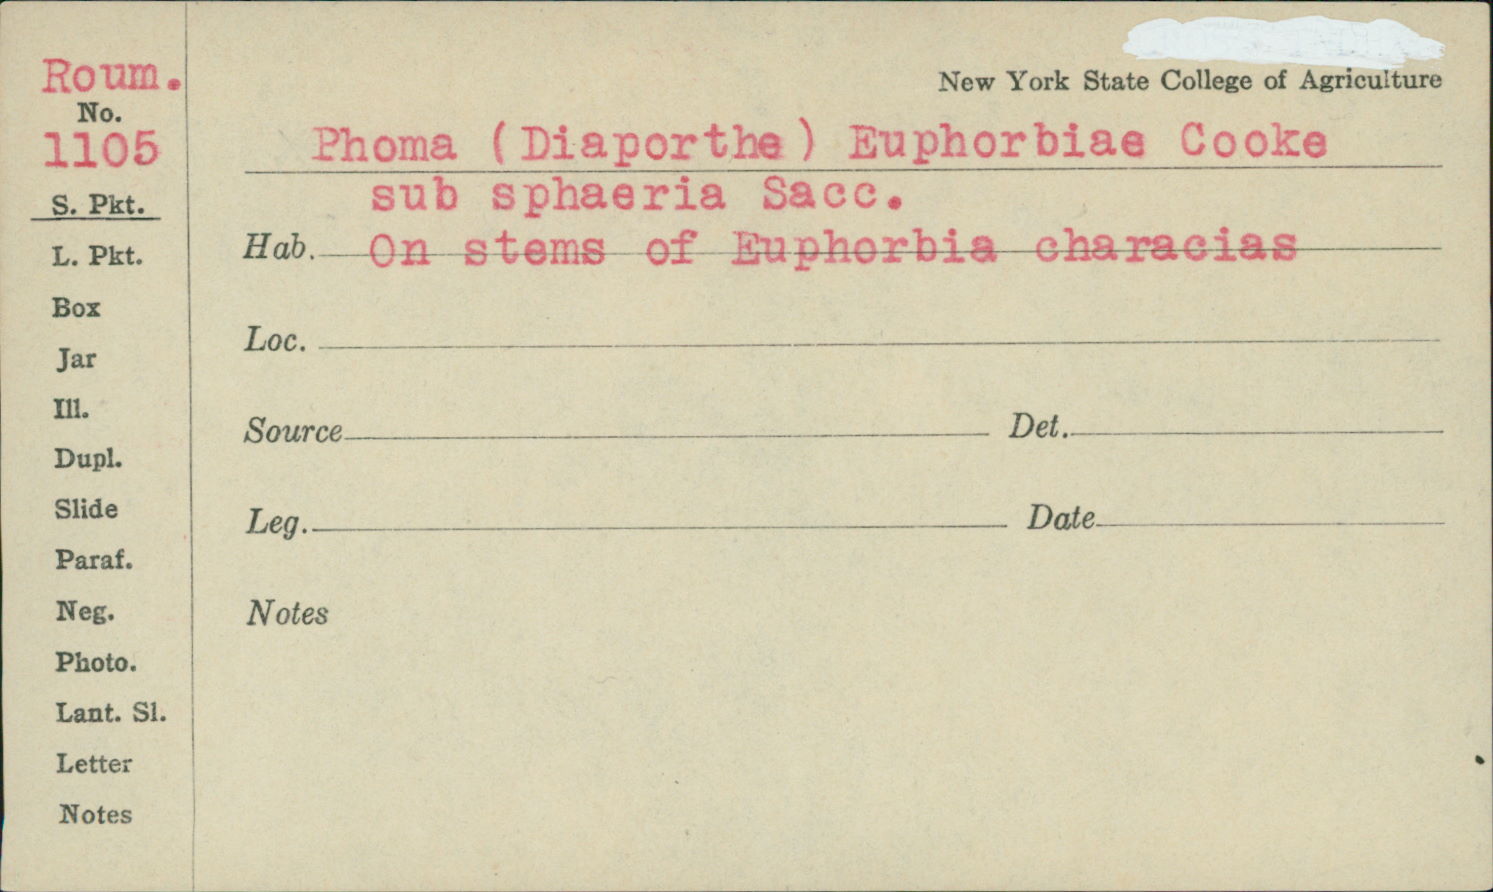 Roum.
No.
1105
S. Pkt.
L. Pkt.
Box
Jar
Ill.
Dupl.
Slide
Paraf.
Neg.
Photo.
Lant. Sl.
Letter
Notes
New York State College of Agriculture
Phoma (Diaporthe) Euphorbiae Cooke
sub sphaeria Sacc.
Hab. On stems of Euphorbia characias
Loc.
Source Det.
Leg. Date
Notes